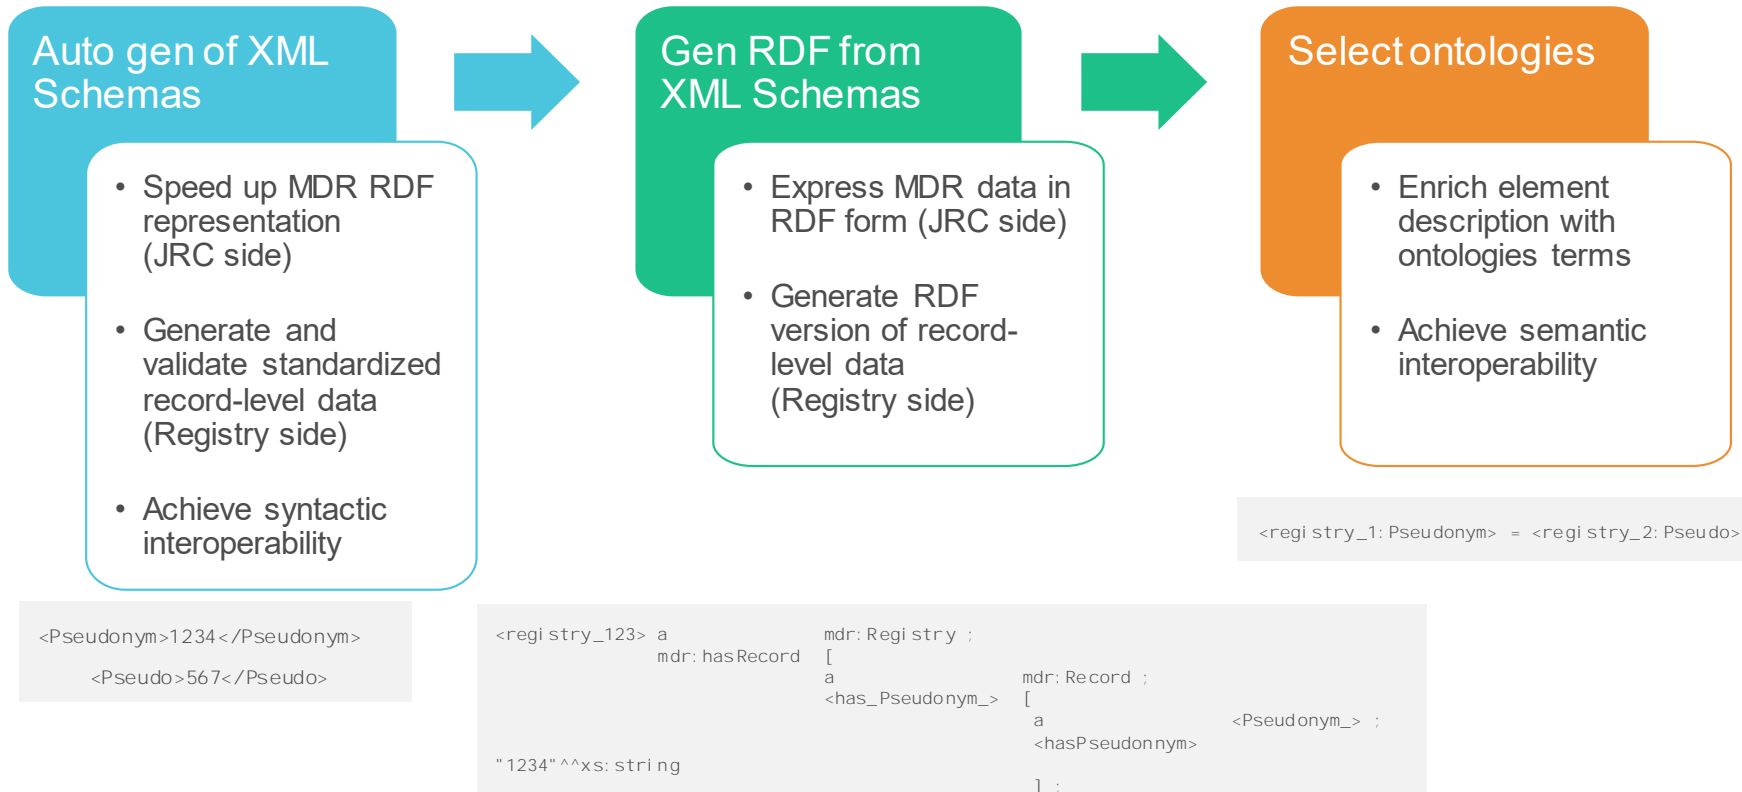 Auto gen of XML
Schemas
• Speed up MDR RDF
representation
(JRC side)
• Generate and
validate standardized
record-level data
(Registry side)
• Achieve syntactic
interoperability
<Pseudonym>1234</Pseudonym>
<Pseudo>567</Pseudo>
Gen RDF from
XML Schemas
• Express MDR data in
RDF form (JRC side)
• Generate RDF
version of record-
level data
(Registry side)
<registry_123> a mdr:Registry ;
mdr:hasRecord [
a mdr:Record ;
<has_Pseudonym_> [
a <Pseudonym_> ;
<hasPseudonnym>
"1234"^^xs:string
] ;
Select ontologies
• Enrich element
description with
ontologies terms
• Achieve semantic
interoperability
<registry_1:Pseudonym> = <registry_2:Pseudo>